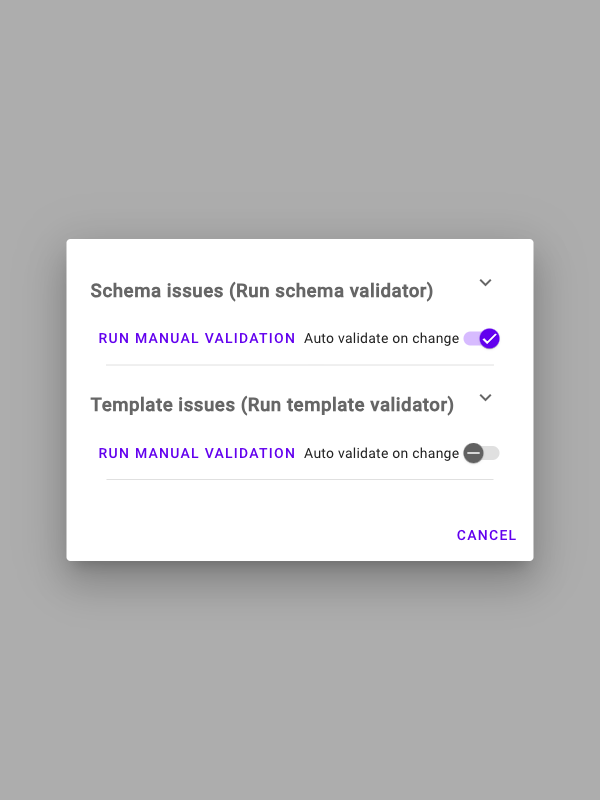 Schema issues (Run schema validator)
RUN MANUAL VALIDATION Auto validate on change
Template issues (Run template validator)
RUN MANUAL VALIDATION Auto validate on change
CANCEL